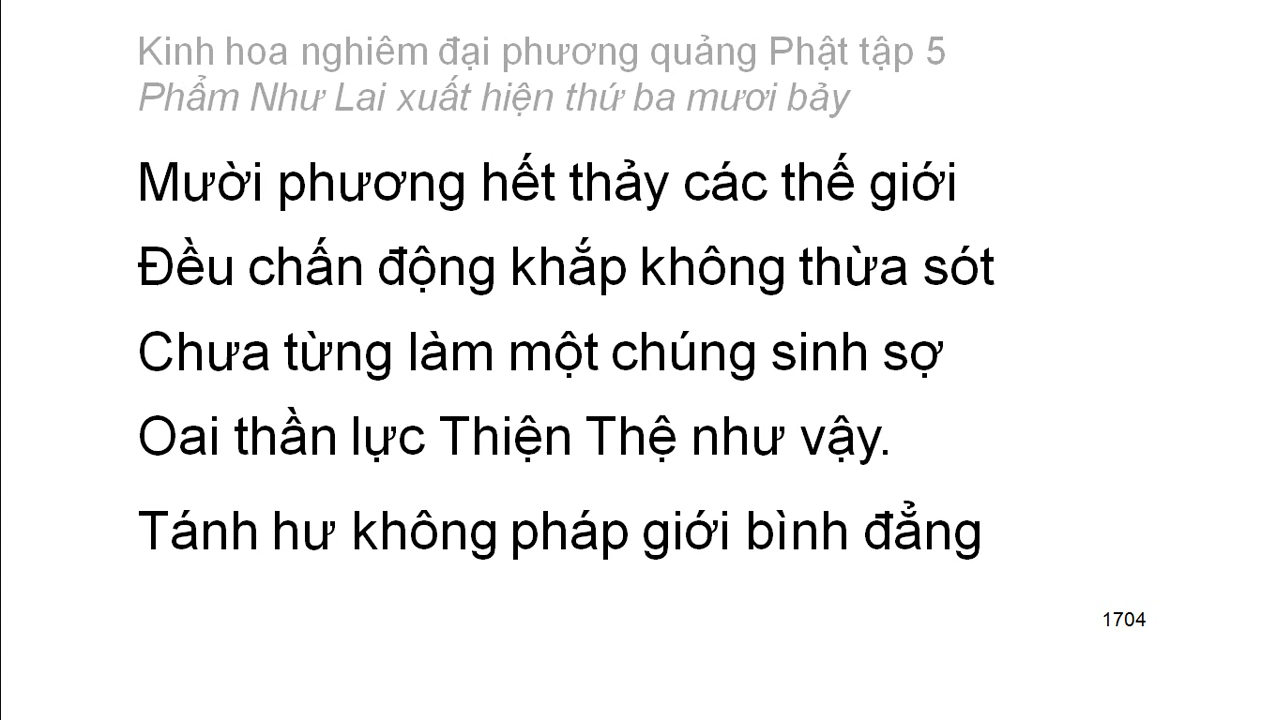 Kinh hoa nghiêm đại phương quảng Phật tập 5
Phẩm Như Lai xuất hiện thứ ba mươi bảy
Mười phương hết thảy các thế giới
Đều chấn động khắp không thừa sót
Chưa từng làm một chúng sinh sợ
Oai thần lực Thiện Thệ như vậy.
Tánh hư không pháp giới bình đẳng
1704